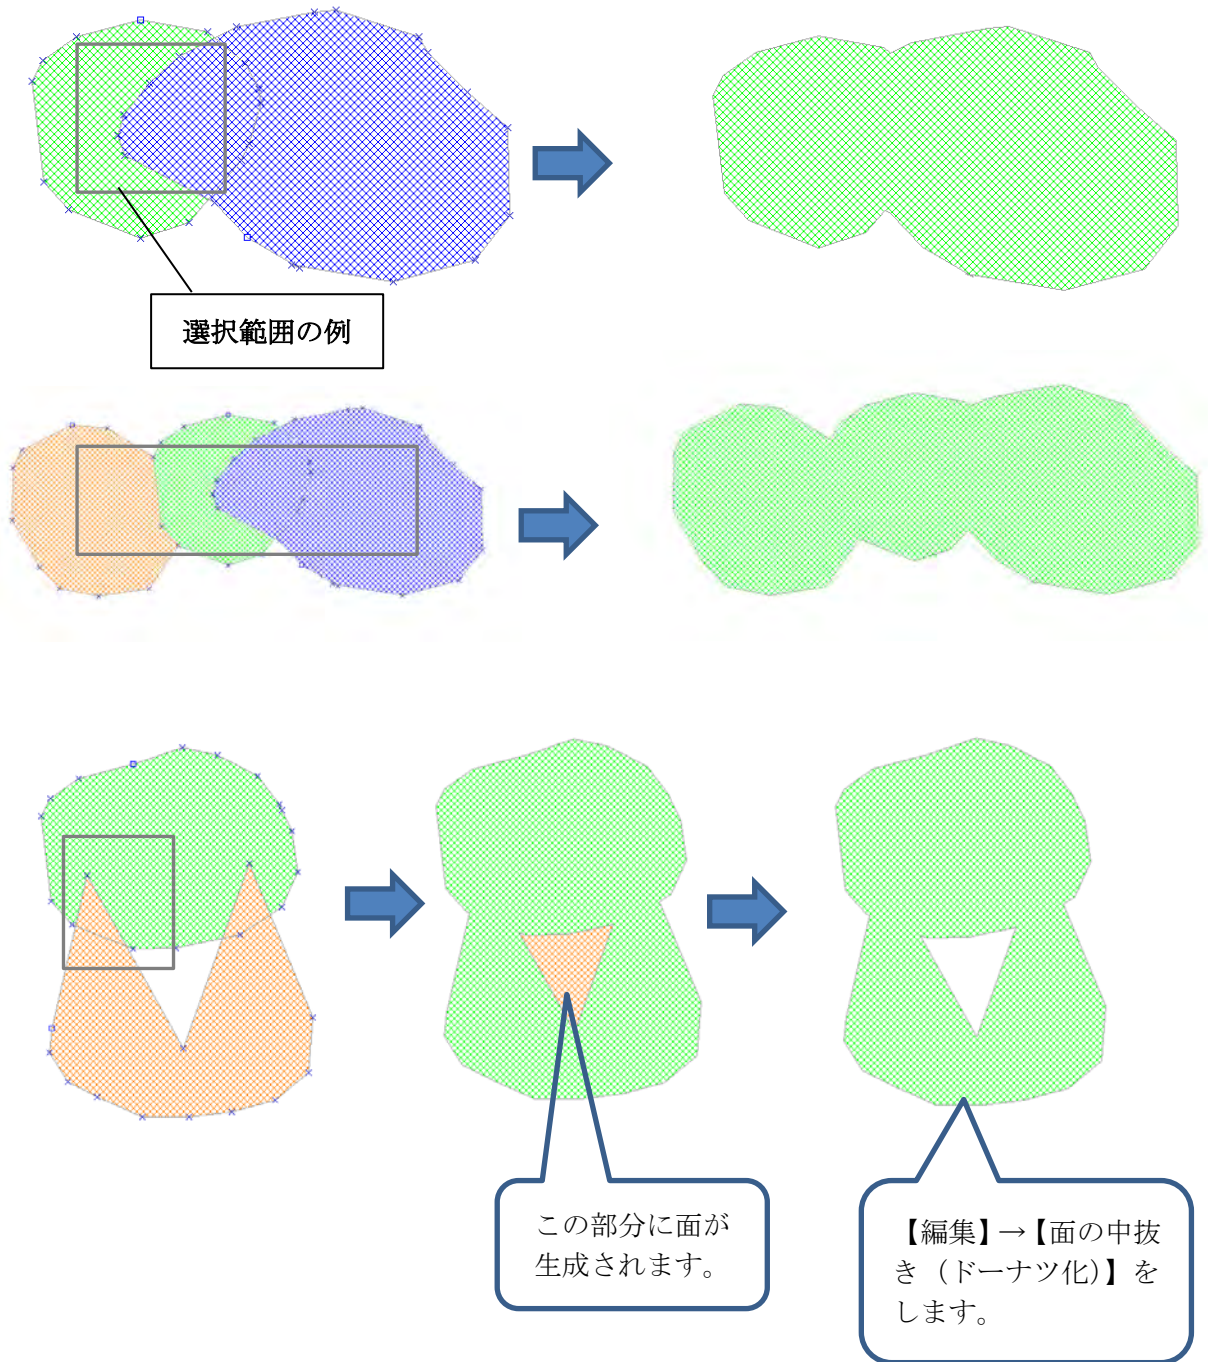 選択範囲の例
この部分に面が
生成されます。
【編集】→【面の中抜
き（ドーナツ化）】を
します。